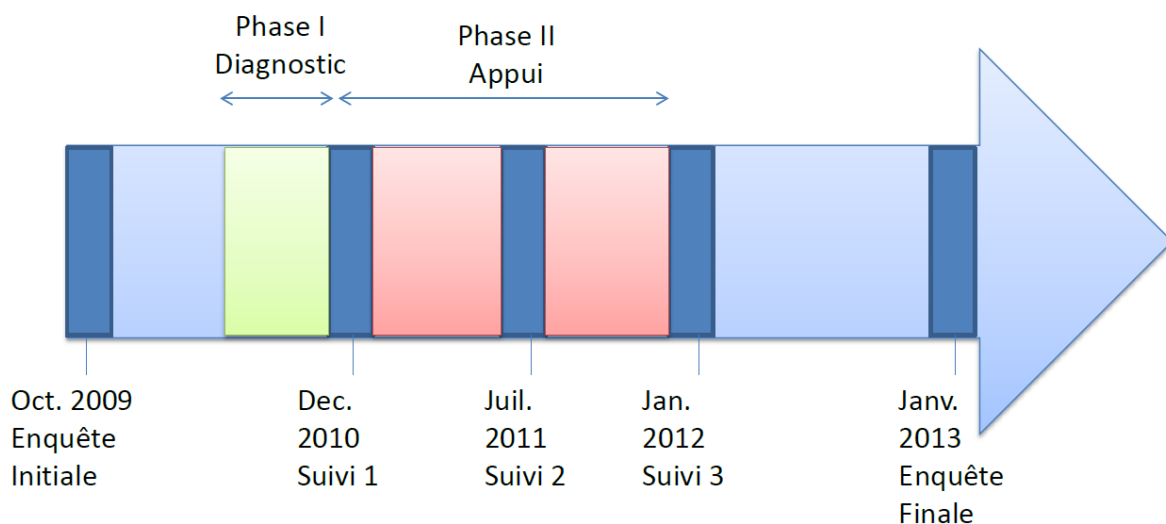 Phase I
Diagnostic
Phase II
Appui
Oct. 2009
Enquête
Initiale
Dec.
2010
Suivi 1
Juil.
2011
Suivi 2
Jan.
2012
Suivi 3
Janv.
2013
Enquête
Finale